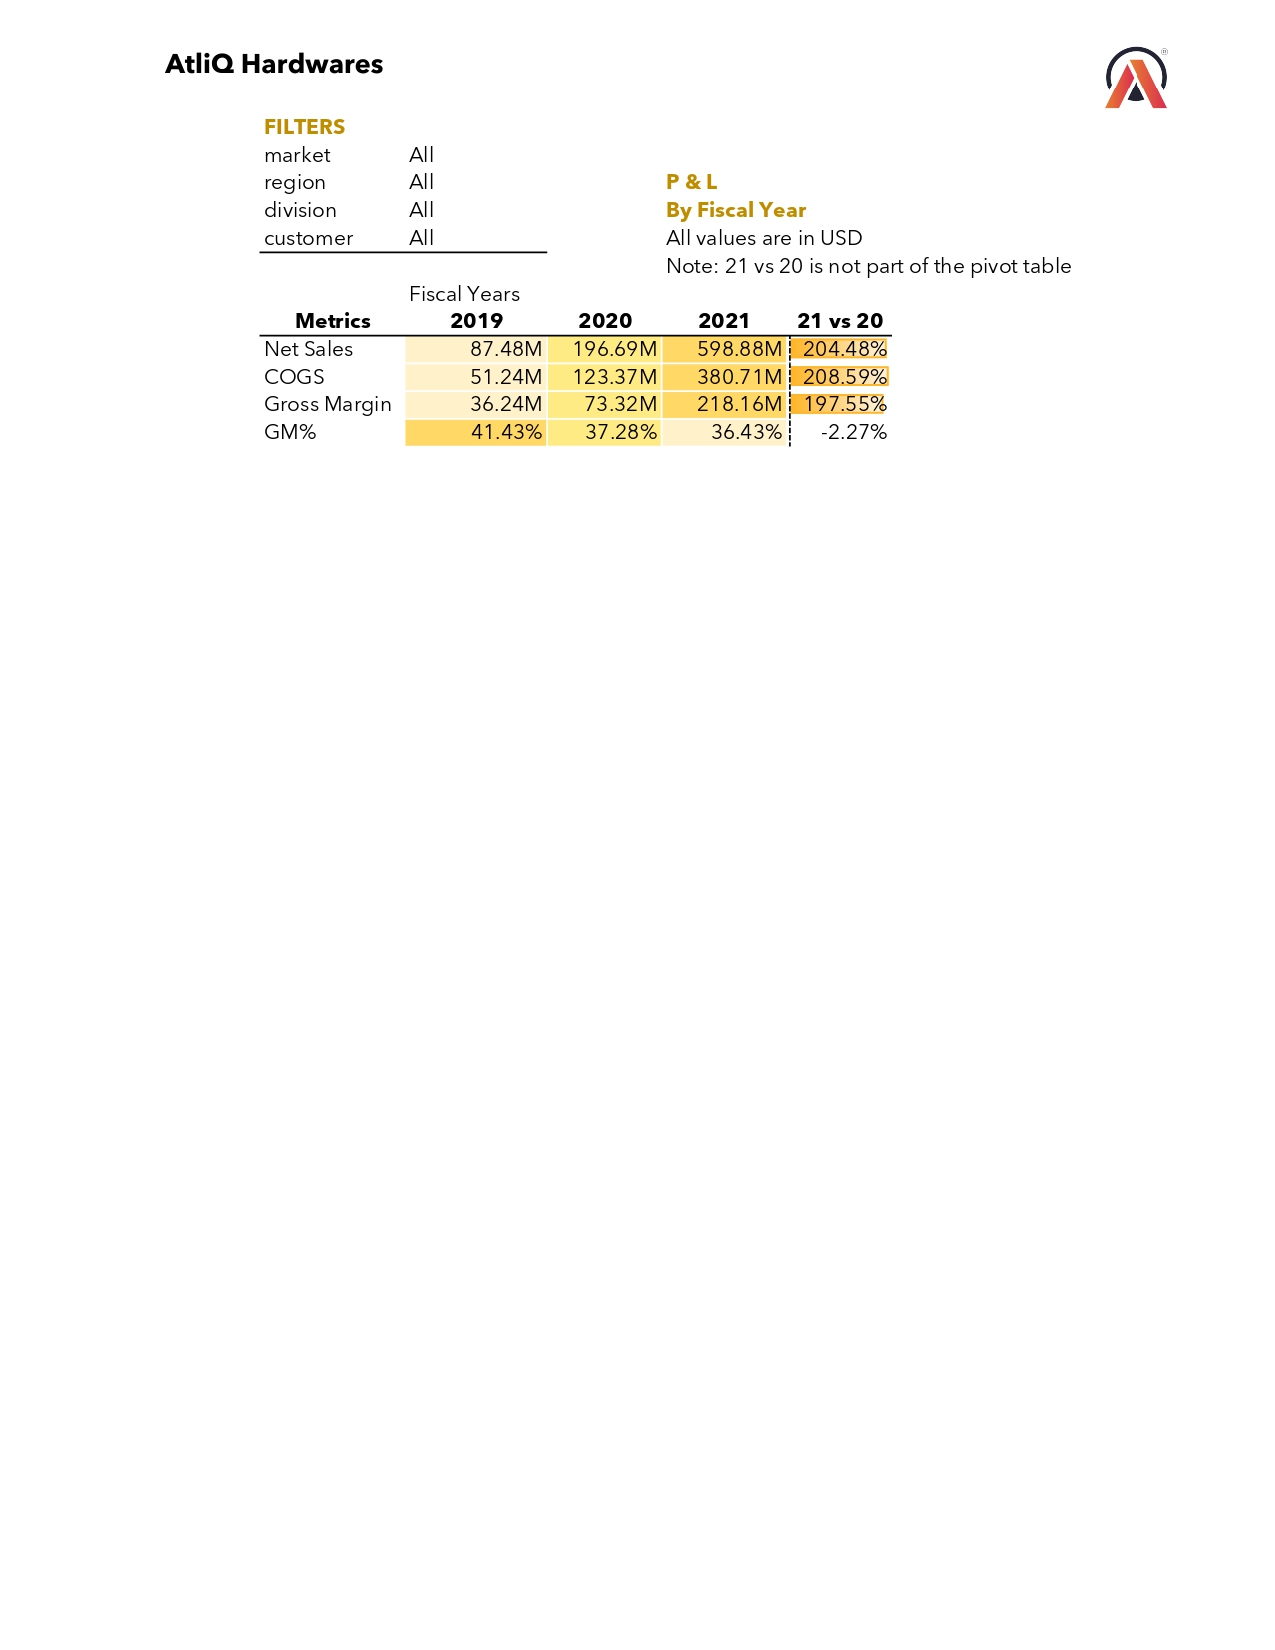 AtliQ Hardwares
®
FILTERS
market All
region All
division All
customer All
P & L
By Fiscal Year
All values are in USD
Note: 21 vs 20 is not part of the pivot table
Fiscal Years
Metrics 2019 2020 2021 21 vs 20
Net Sales 87.48M 196.69M 598.88M 204.48%
COGS 51.24M 123.37M 380.71M 208.59%
Gross Margin 36.24M 73.32M 218.16M 197.55%
GM% 41.43% 37.28% 36.43% -2.27%